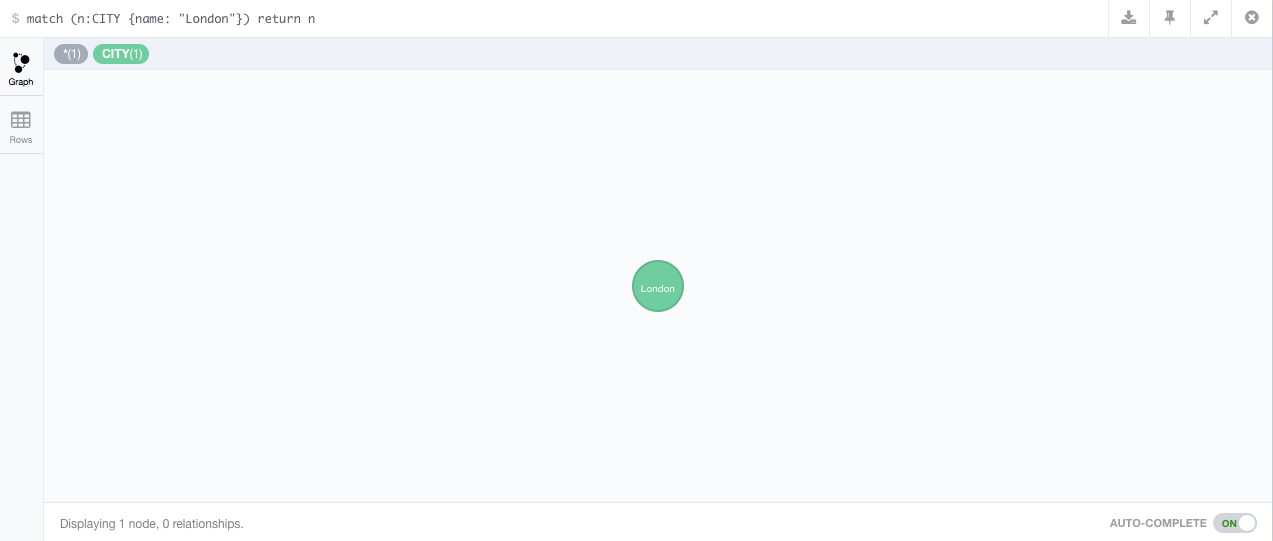 $ match (n:CITY {name: "London"}) return n
*(1) CITY(1)
Graph
Rows
London
Displaying 1 node, 0 relationships.
AUTO-COMPLETE ON